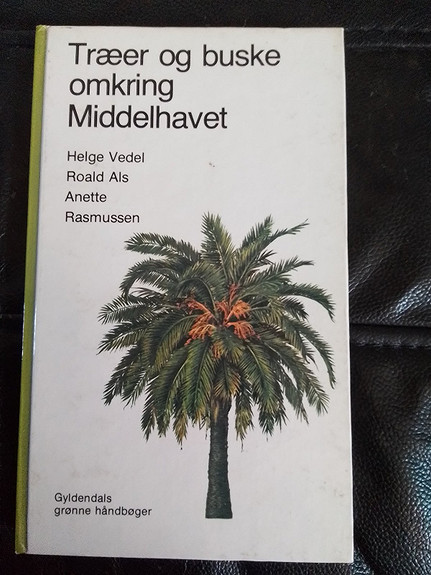 Træer og buske
omkring
Middelhavet
Helge Vedel
Roald Als
Anette
Rasmussen
Gyldendals
grønne håndbøger